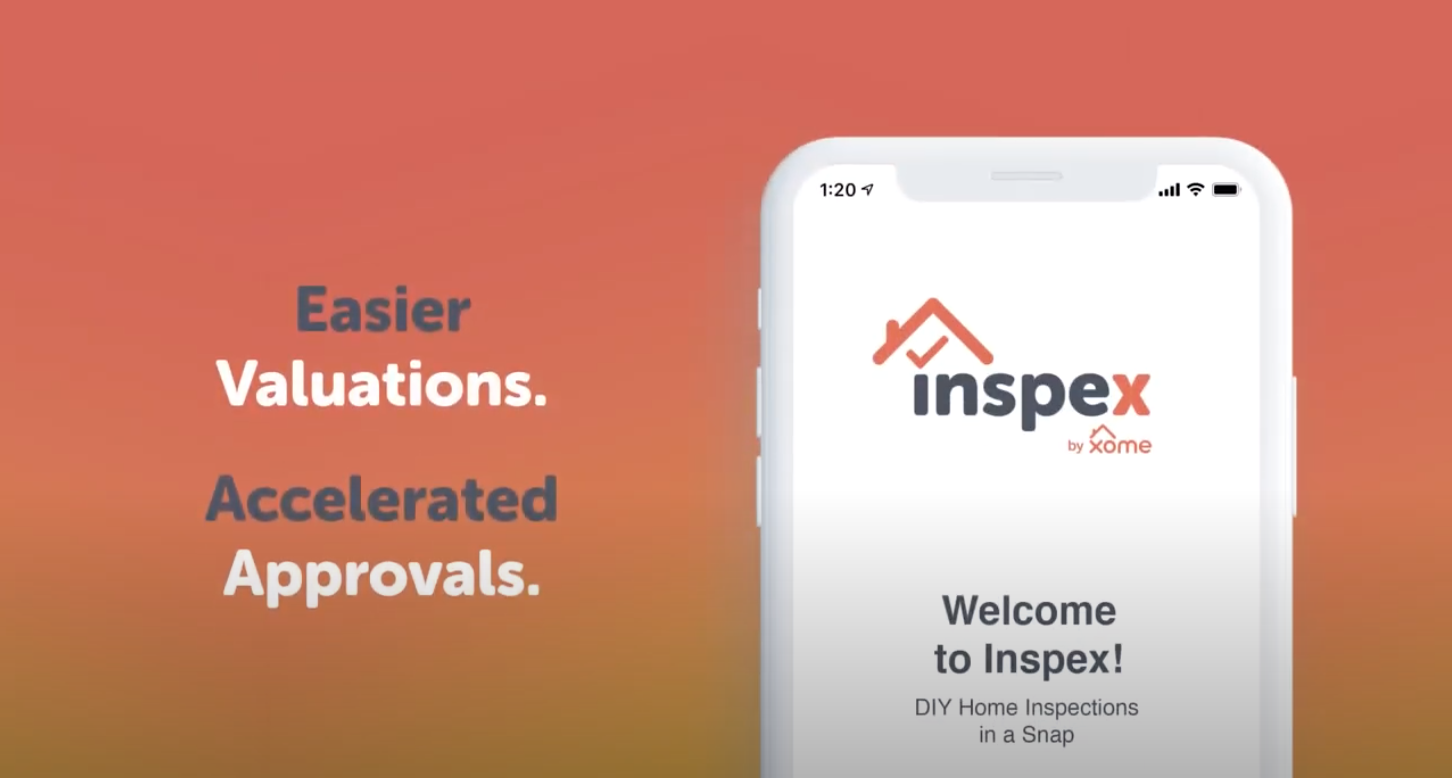 Easier
Valuations.
Accelerated
Approvals.
1:20
inspex
by xome
Welcome
to Inspex!
DIY Home Inspections
in a Snap